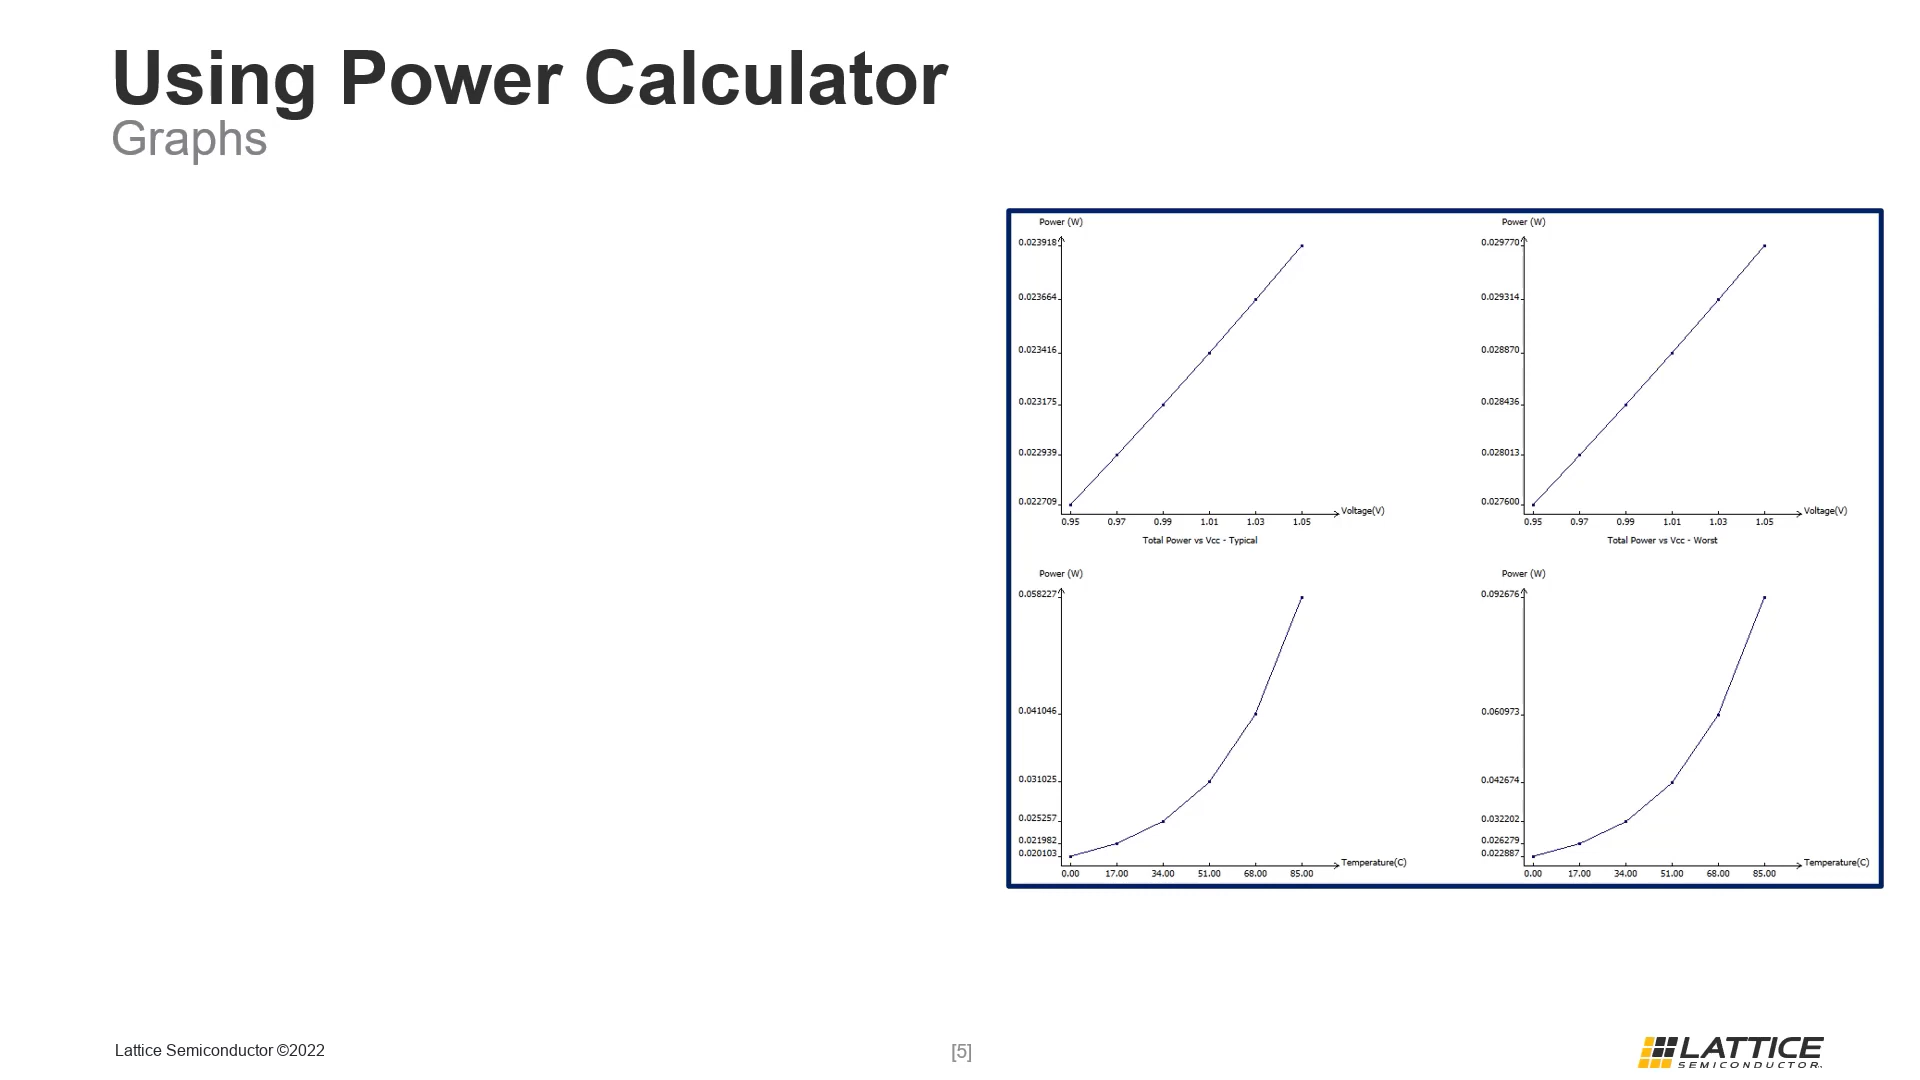 Using Power Calculator
Graphs
Power (W)
0.023918
0.023664
0.023416
0.023175
0.022939
0.022709
0.95 0.97 0.99 1.01 1.03 1.05
Voltage(V)
Total Power vs Vcc - Typical
Power (W)
0.029770
0.029314
0.028870
0.028436
0.028013
0.027600
0.95 0.97 0.99 1.01 1.03 1.05
Voltage(V)
Total Power vs Vcc - Worst
Power (W)
0.058227
0.041046
0.031025
0.025257
0.021982
0.020103
0.00 17.00 34.00 51.00 68.00 85.00
Temperature(C)
Power (W)
0.092676
0.060973
0.042674
0.032202
0.026279
0.022887
0.00 17.00 34.00 51.00 68.00 85.00
Temperature(C)
Lattice Semiconductor ©2022
[5]
LATTICE
SEMICONDUCTOR